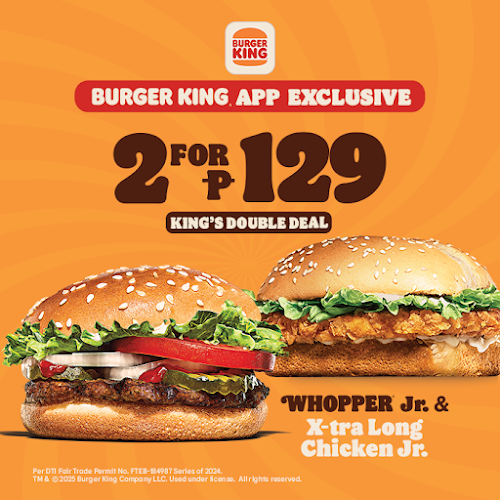 BURGER
KING
BURGER KING® APP EXCLUSIVE
2 FOR ₱129
KING'S DOUBLE DEAL
WHOPPER® Jr. &
X-tra Long
Chicken Jr.
Per DTI Fair Trade Permit No. FTEB-184987 Series of 2024.
TM & © 2025 Burger King Company LLC. Used under license. All rights reserved.